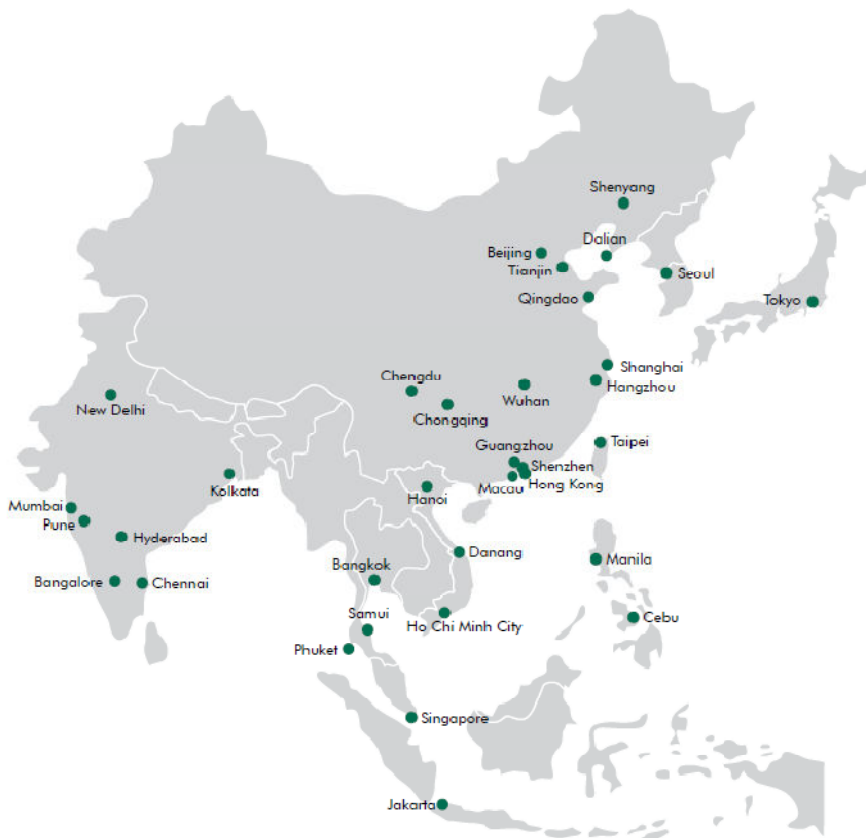 Shenyang
Dalian
Beijing
Tianjin
Seoul
Qingdao
Tokyo
Shanghai
Chengdu
Hangzhou
Wuhan
New Delhi
Chongqing
Taipei
Guangzhou
Shenzhen
Hong Kong
Macau
Kolkata
Hanoi
Mumbai
Pune
Hyderabad
Danang
Manila
Bangkok
Bangalore
Chennai
Samui
Ho Chi Minh City
Cebu
Phuket
Singapore
Jakarta